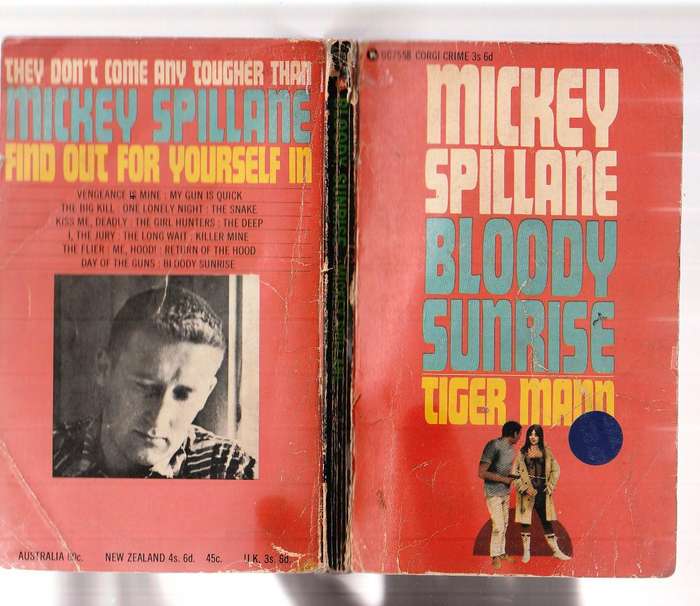 THEY DON'T COME ANY TOUGHER THAN
MICKEY SPILLANE
FIND OUT FOR YOURSELF IN
VENGEANCE IS MINE : MY GUN IS QUICK
THE BIG KILL : ONE LONELY NIGHT : THE SNAKE
KISS ME, DEADLY : THE GIRL HUNTERS : THE DEEP
I, THE JURY : THE LONG WAIT : KILLER MINE
THE FLIER : ME, HOOD! : RETURN OF THE HOOD
DAY OF THE GUNS : BLOODY SUNRISE
AUSTRALIA 60c. NEW ZEALAND 4s. 6d. 45c. U.K. 3s. 6d.
BLOODY SUNRISE MICKEY SPILLANE
GC7558 CORGI CRIME 3s 6d
MICKEY
SPILLANE
BLOODY
SUNRISE
TIGER MANN